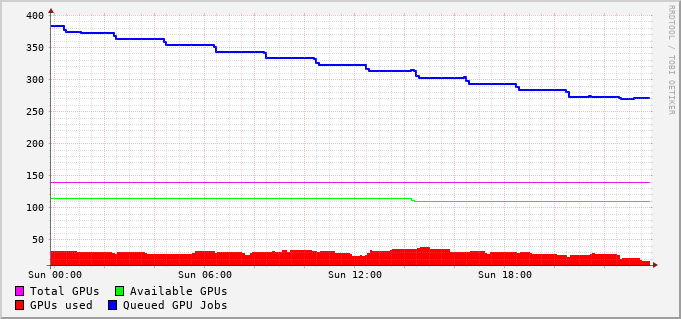 400
350
300
250
200
150
100
50
Sun 00:00 Sun 06:00 Sun 12:00 Sun 18:00
Total GPUs Available GPUs
GPUs used Queued GPU Jobs
RRDTOOL / TOBI OETIKER